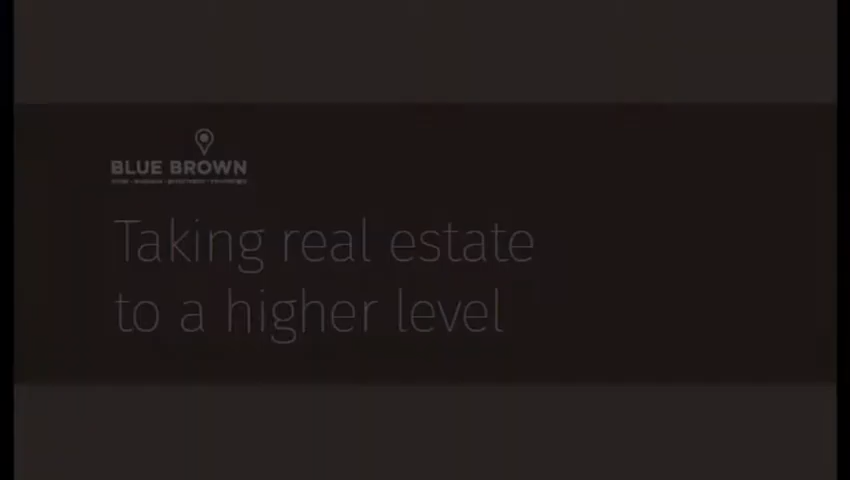 BLUE BROWN
Taking real estate
to a higher level